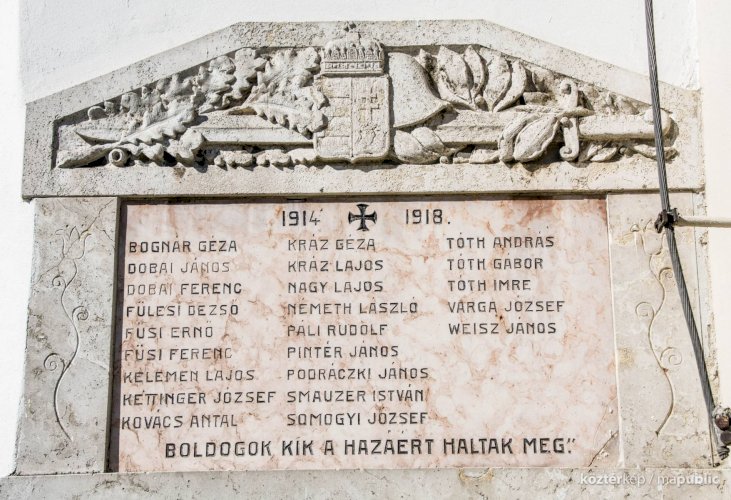 1914 1918.
BOGNÁR GÉZA
DOBAI JÁNOS
DOBAI FERENC
FÜLESI DEZSŐ
FÜSI ERNŐ
FÜSI FERENC
KELEMEN LAJOS
KETTINGER JÓZSEF
KOVÁCS ANTAL
KRÁZ GÉZA
KRÁZ LAJOS
NAGY LAJOS
NÉMETH LÁSZLÓ
PÁLI RUDOLF
PINTÉR JÁNOS
PODRÁCZKI JÁNOS
SMAUZER ISTVÁN
SOMOGYI JÓZSEF
TÓTH ANDRÁS
TÓTH GÁBOR
TÓTH IMRE
VARGA JÓZSEF
WEISZ JÁNOS
BOLDOGOK KIK A HAZÁÉRT HALTAK MEG."
köztérkép / mapublic